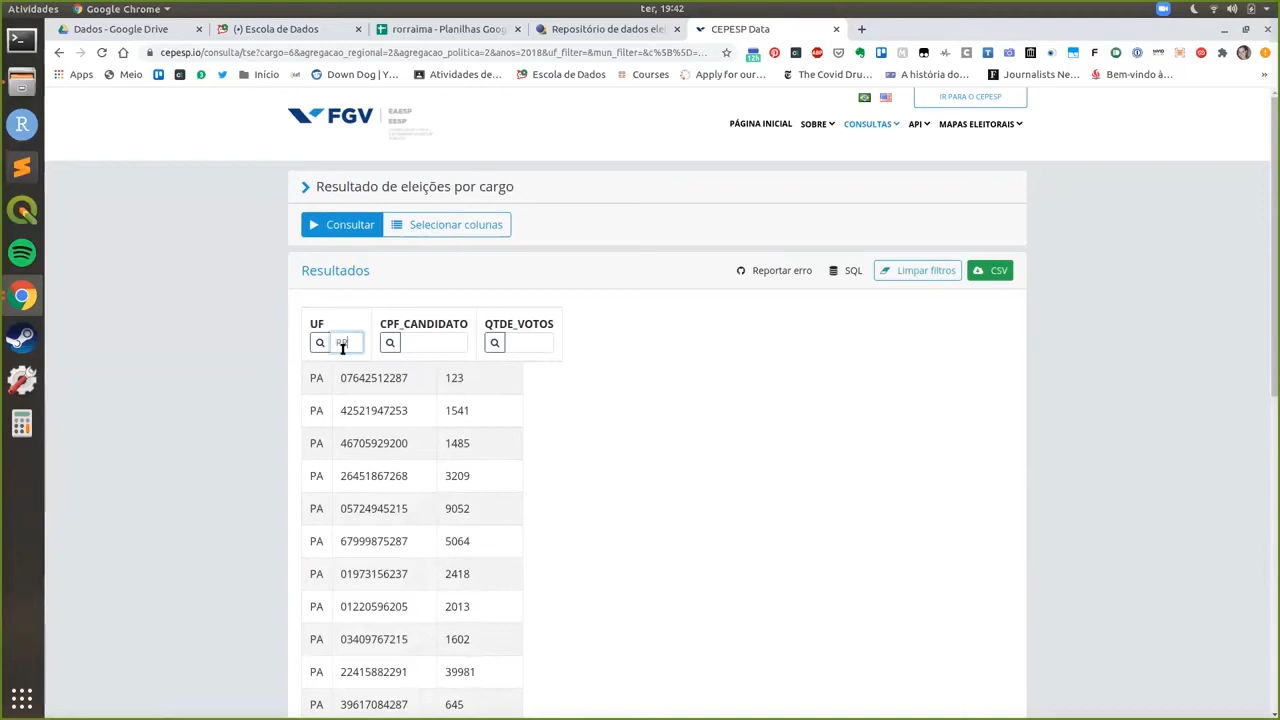 Atividades
Google Chrome
ter, 19:42
Dados - Google Drive
(•) Escola de Dados
rorraima - Planilhas Goog
Repositório de dados ele
CEPESP Data
cepesp.io/consulta/tse?cargo=6&agregacao_regional=2&agregacao_politica=2&anos=2018&uf_filter=&mun_filter=&c%5B%5D=...
12h
Apps
Meio
Início
Down Dog | Y...
Atividades de...
Escola de Dados
Courses
Apply for our...
The Covid Dru...
A história do...
Journalists Ne...
Bem-vindo à...
FGV
EAESP
EESP
IR PARA O CEPESP
PÁGINA INICIAL
SOBRE
CONSULTAS
API
MAPAS ELEITORAIS
Resultado de eleições por cargo
Consultar
Selecionar colunas
Resultados
Reportar erro
SQL
Limpar filtros
CSV
UF CPF_CANDIDATO QTDE_VOTOS
PA 07642512287 123
PA 42521947253 1541
PA 46705929200 1485
PA 26451867268 3209
PA 05724945215 9052
PA 67999875287 5064
PA 01973156237 2418
PA 01220596205 2013
PA 03409767215 1602
PA 22415882291 39981
PA 39617084287 645